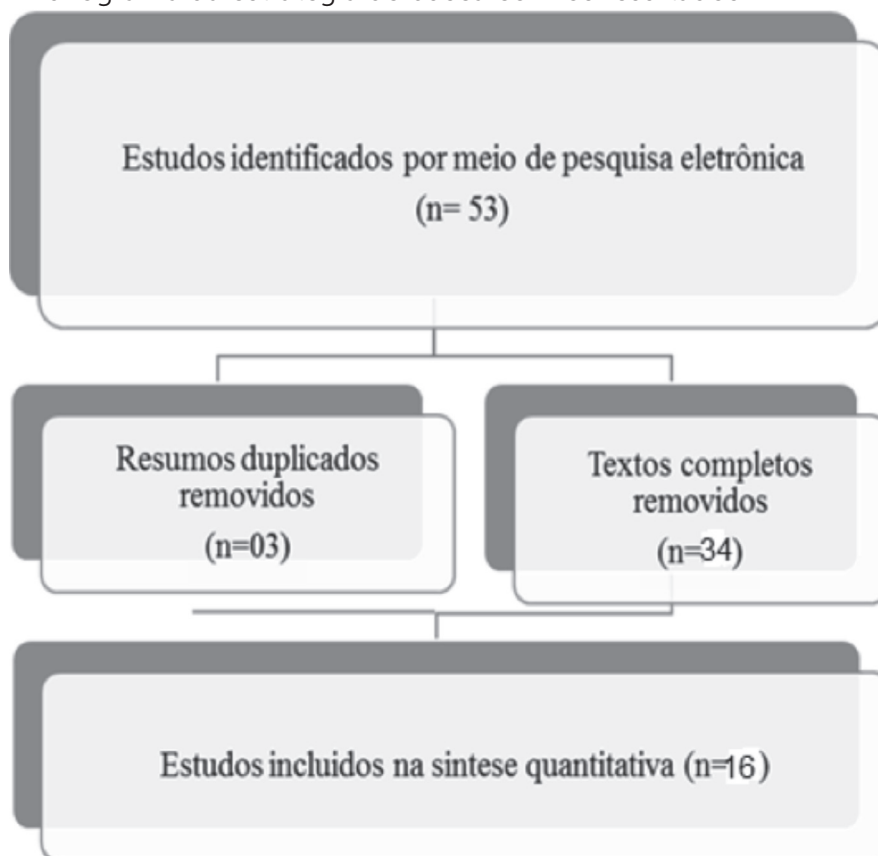 Estudos identificados por meio de pesquisa eletrônica
(n= 53)
Resumos duplicados
removidos
(n=03)
Textos completos
removidos
(n=34)
Estudos incluidos na sintese quantitativa (n=16)